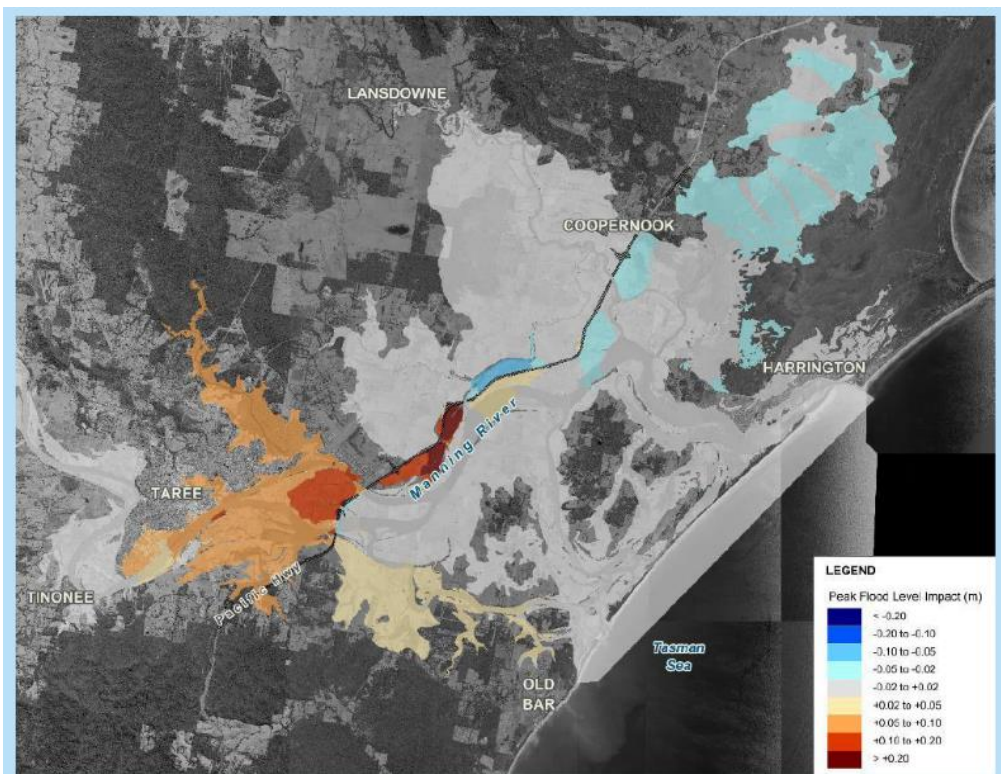 LANSDOWNE
COOPERNOOK
HARRINGTON
Manning River
TAREE
TINONEE
Pacific Hwy
Tasman
Sea
OLD
BAR
LEGEND
Peak Flood Level Impact (m)
< -0.20
-0.20 to -0.10
-0.10 to -0.05
-0.05 to -0.02
-0.02 to +0.02
+0.02 to +0.05
+0.05 to +0.10
+0.10 to +0.20
> +0.20